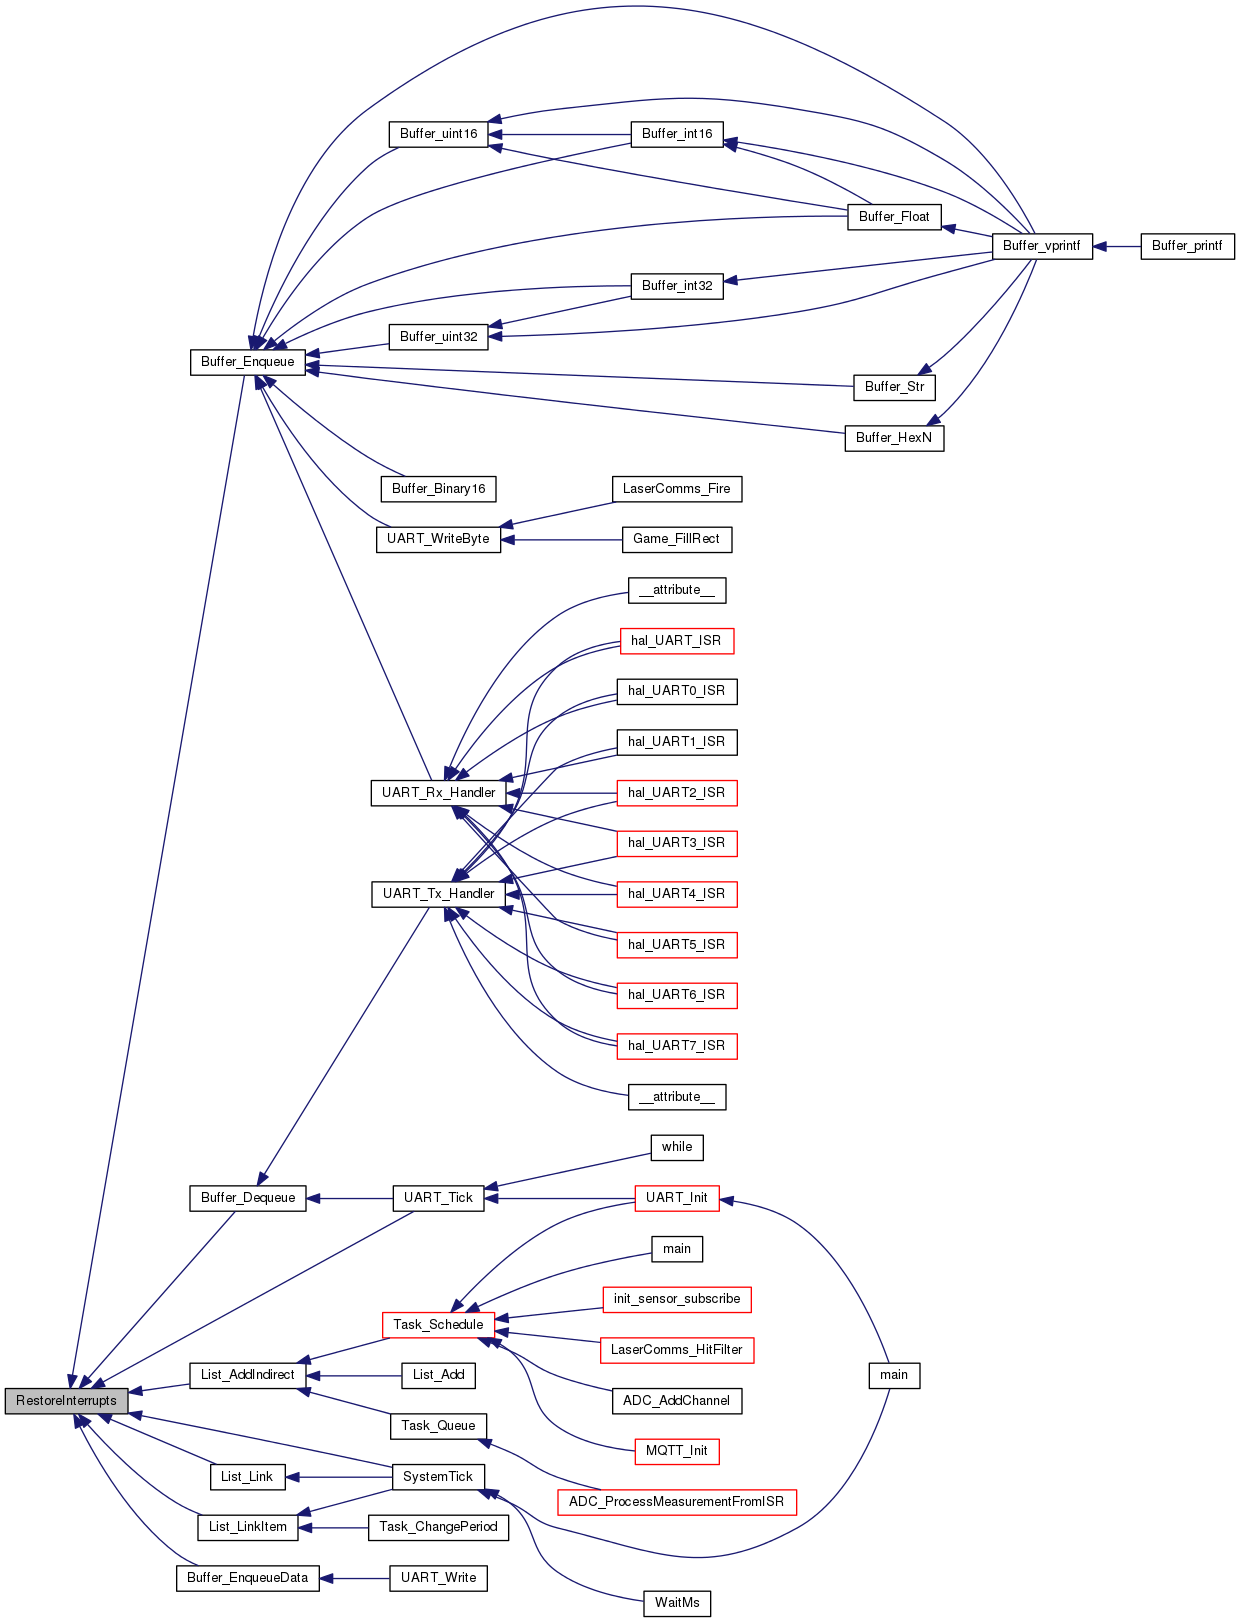 Buffer_uint16
Buffer_int16
Buffer_Float
Buffer_vprintf
Buffer_printf
Buffer_int32
Buffer_uint32
Buffer_Enqueue
Buffer_Str
Buffer_HexN
Buffer_Binary16
LaserComms_Fire
UART_WriteByte
Game_FillRect
__attribute__
hal_UART_ISR
hal_UART0_ISR
hal_UART1_ISR
UART_Rx_Handler
hal_UART2_ISR
hal_UART3_ISR
UART_Tx_Handler
hal_UART4_ISR
hal_UART5_ISR
hal_UART6_ISR
hal_UART7_ISR
__attribute__
while
Buffer_Dequeue
UART_Tick
UART_Init
main
init_sensor_subscribe
Task_Schedule
LaserComms_HitFilter
List_AddIndirect
List_Add
main
RestoreInterrupts
ADC_AddChannel
Task_Queue
MQTT_Init
List_Link
SystemTick
ADC_ProcessMeasurementFromISR
List_LinkItem
Task_ChangePeriod
Buffer_EnqueueData
UART_Write
WaitMs